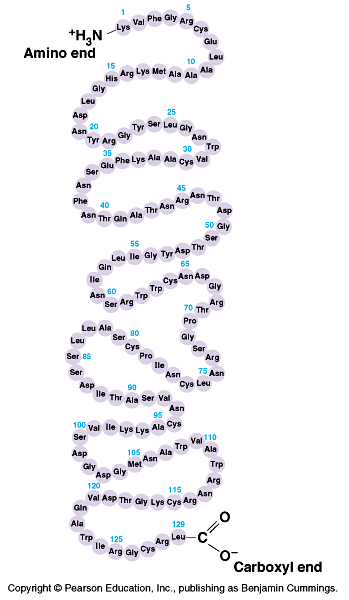 1 5
+H3N Lys Val Phe Gly Arg Cys Glu Leu
Amino end
15 10
Ala Ala Ala Met Lys Arg His Gly Leu Asp Asn
20 25
Tyr Arg Gly Tyr Ser Leu Gly Asn Trp
35 30
Val Cys Ala Ala Lys Phe Glu Ser Asn Phe
40 45
Asn Thr Gln Ala Thr Asn Arg Asn Thr Asp Gly
50
Ser
55
Thr Asp Tyr Gly Ile Leu Gln Ile Asn
60 65
Ser Arg Trp Trp Cys Asn Asp Gly Arg
70
Thr Pro Gly Ser Arg Asn
75
Leu Cys Asn Ile Pro Cys Ser Ala Leu Leu Ser
80
85
Ser Asp Ile Thr Ala Ser Val Asn
90
100 95
Cys Ala Lys Lys Ile Val Ser Asp Gly
105 110
Asp Gly Met Asn Ala Trp Val Ala Trp Arg
120 115
Asn Arg Cys Lys Gly Thr Asp Val Gln Ala Trp
125 129
Ile Arg Gly Cys Arg Leu C O
O−
Carboxyl end
Copyright © Pearson Education, Inc., publishing as Benjamin Cummings.